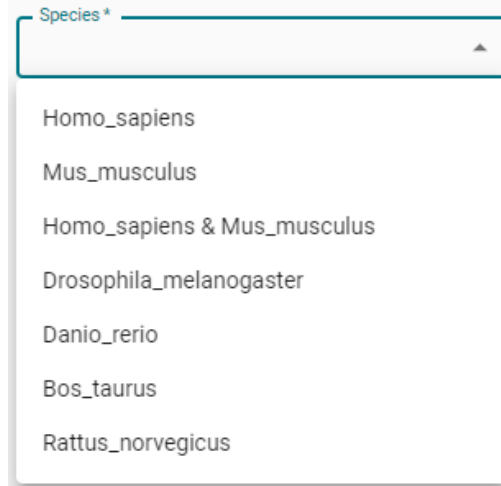 Species *
Homo_sapiens
Mus_musculus
Homo_sapiens & Mus_musculus
Drosophila_melanogaster
Danio_rerio
Bos_taurus
Rattus_norvegicus